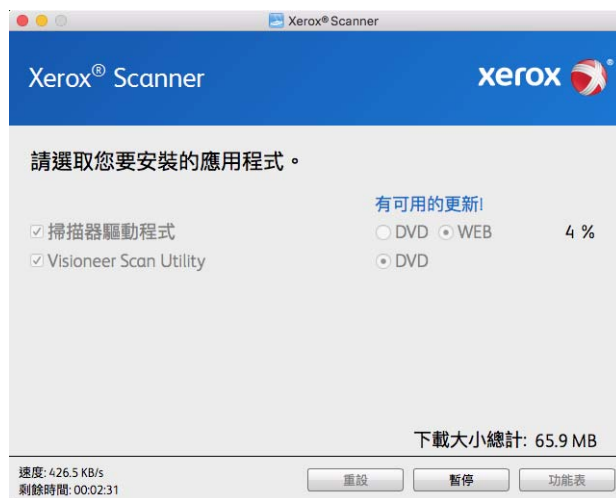 Xerox® Scanner
Xerox® Scanner
xerox®
請選取您要安裝的應用程式。
有可用的更新!
掃描器驅動程式 DVD WEB 4 %
Visioneer Scan Utility DVD
下載大小總計: 65.9 MB
速度: 426.5 KB/s
剩餘時間: 00:02:31
重設 暫停 功能表